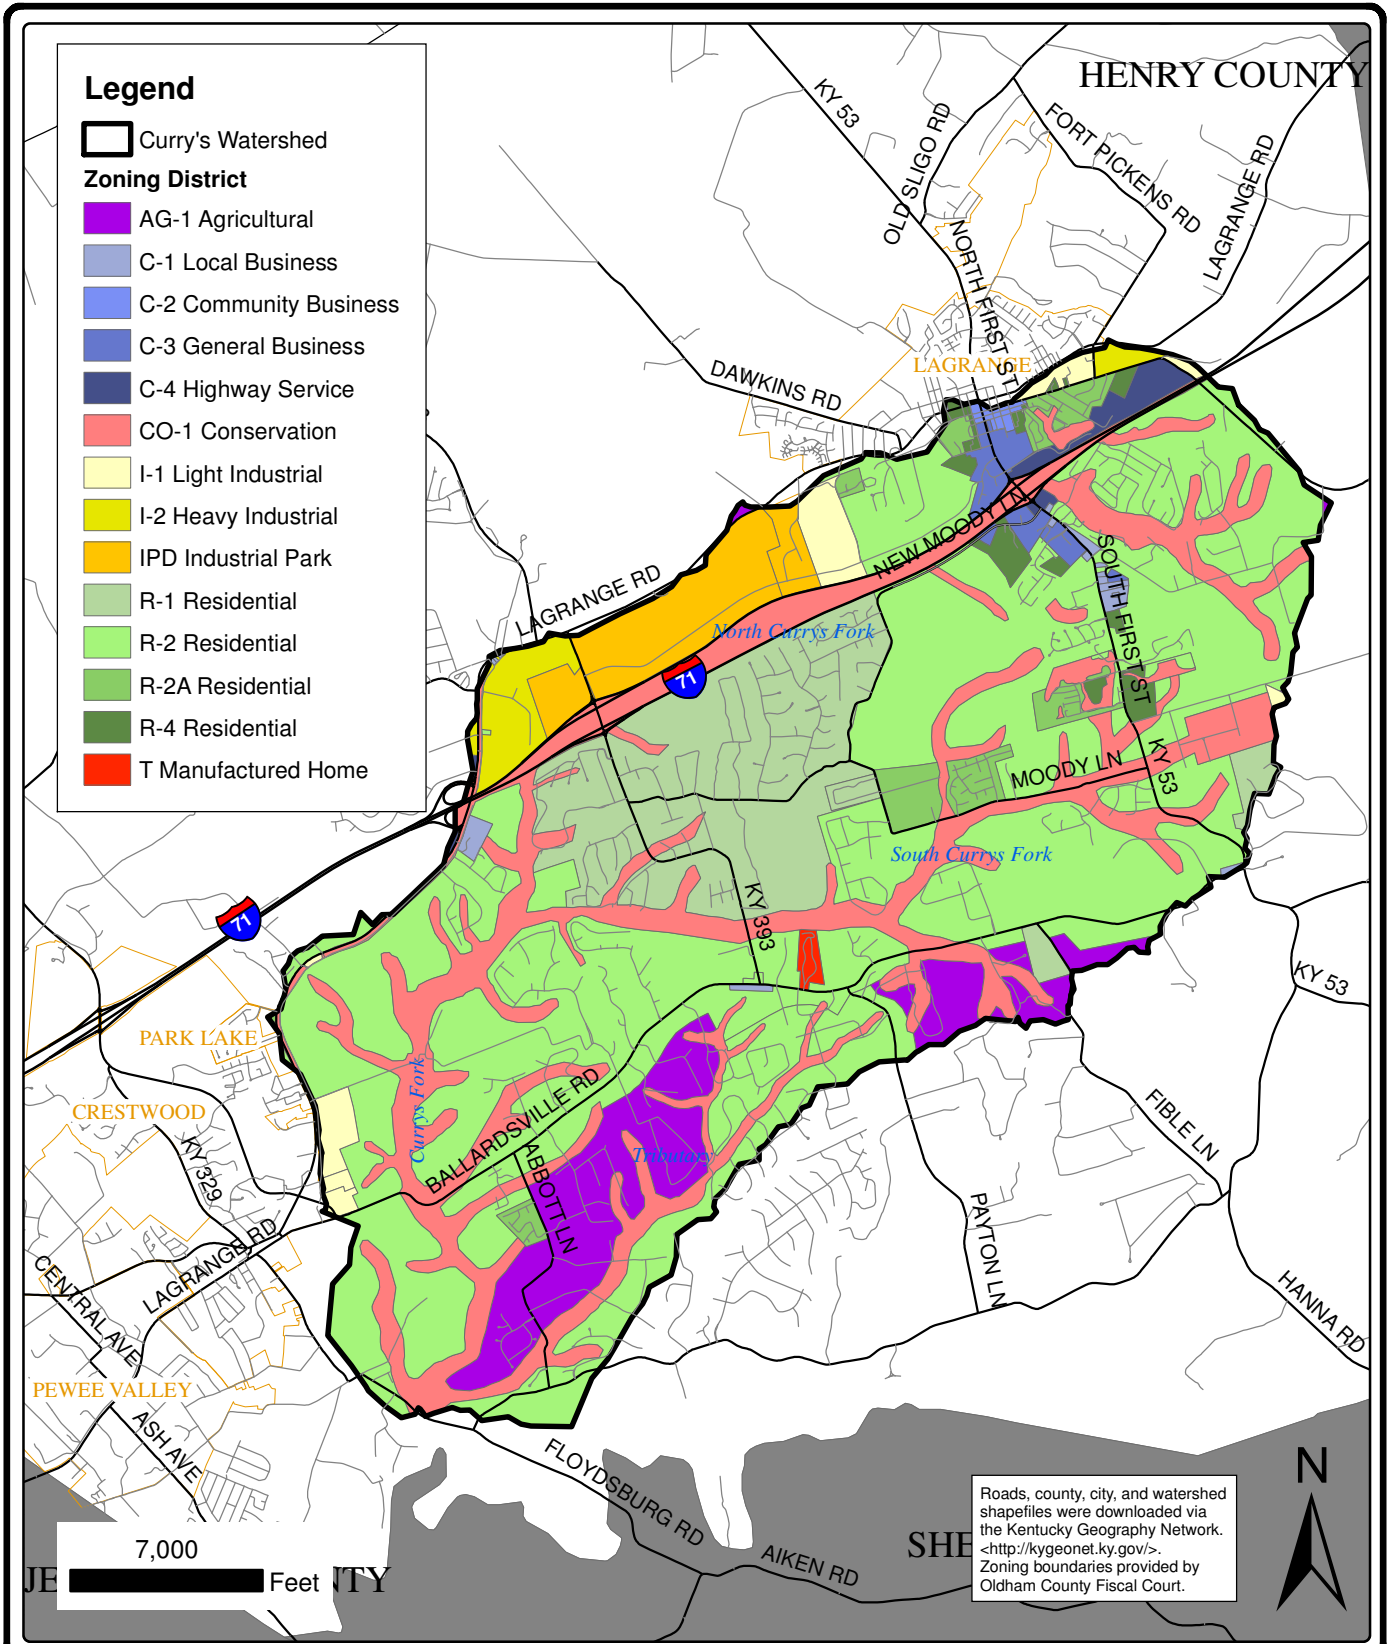 Legend
Curry's Watershed
Zoning District
AG-1 Agricultural
C-1 Local Business
C-2 Community Business
C-3 General Business
C-4 Highway Service
CO-1 Conservation
I-1 Light Industrial
I-2 Heavy Industrial
IPD Industrial Park
R-1 Residential
R-2 Residential
R-2A Residential
R-4 Residential
T Manufactured Home
HENRY COUNTY
KY 53
OLD SLIGO RD
FORT PICKENS RD
LAGRANGE RD
NORTH FIRST ST
LAGRANGE
DAWKINS RD
NEW MOODY LN
SOUTH FIRST ST
LAGRANGE RD
North Currys Fork
71
MOODY LN
KY 53
South Currys Fork
KY 393
71
KY 53
PARK LAKE
CRESTWOOD
KY 329
Currys Fork
BALLARDSVILLE RD
ABBOTT LN
Tributary
FIBLE LN
PAYTON LN
HANNA RD
LAGRANGE RD
CENTRAL AVE
PEWEE VALLEY
ASH AVE
FLOYDSBURG RD
AIKEN RD
SHE
JE
NTY
7,000
Feet
Roads, county, city, and watershed
shapefiles were downloaded via
the Kentucky Geography Network.
<http://kygeonet.ky.gov/>.
Zoning boundaries provided by
Oldham County Fiscal Court.
N